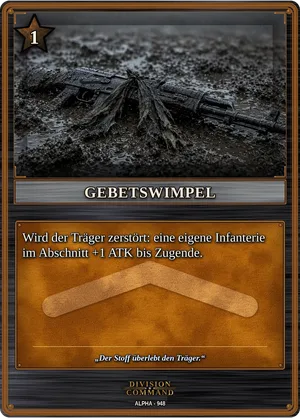 1
GEBETSWIMPEL
Wird der Träger zerstört: eine eigene Infanterie
im Abschnitt +1 ATK bis Zugende.
„Der Stoff überlebt den Träger.“
DIVISION
COMMAND
ALPHA - 948